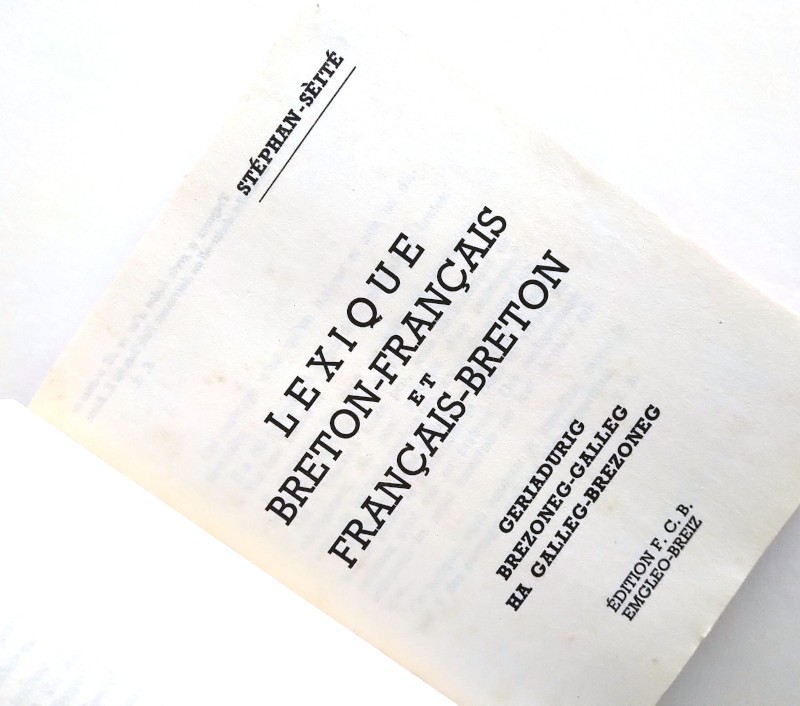 STÉPHAN-SÈITÉ
LEXIQUE
BRETON-FRANÇAIS
ET
FRANÇAIS-BRETON
GERIADURIG
BREZONEG-GALLEG
HA GALLEG-BREZONEG
ÉDITION F. C. B.
EMGLEO-BREIZ